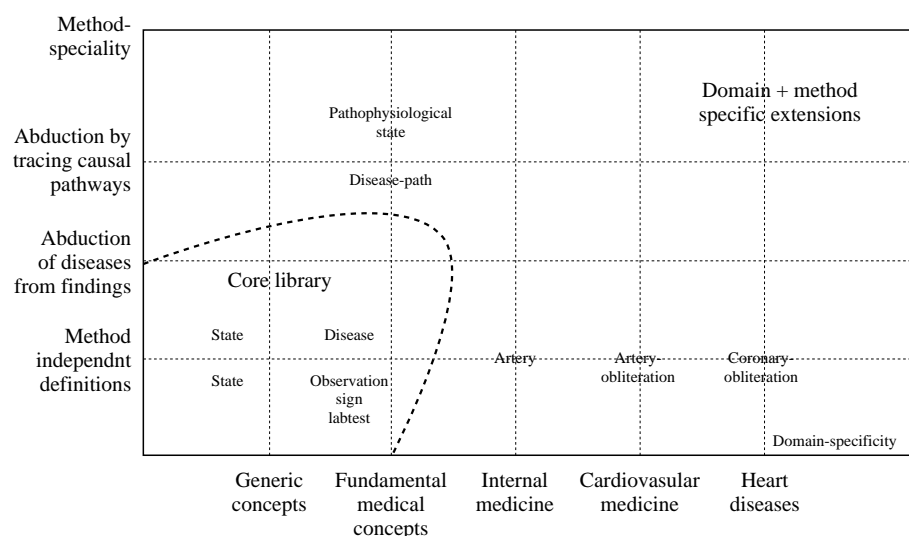 Method-
speciality
Domain + method
specific extensions
Pathophysiological
state
Abduction by
tracing causal
pathways
Disease-path
Abduction
of diseases
from findings
Core library
Method
independnt
definitions
State
Disease
Artery
Artery-
obliteration
Coronary-
obliteration
State
Observation
sign
labtest
Domain-specificity
Generic
concepts
Fundamental
medical
concepts
Internal
medicine
Cardiovasular
medicine
Heart
diseases